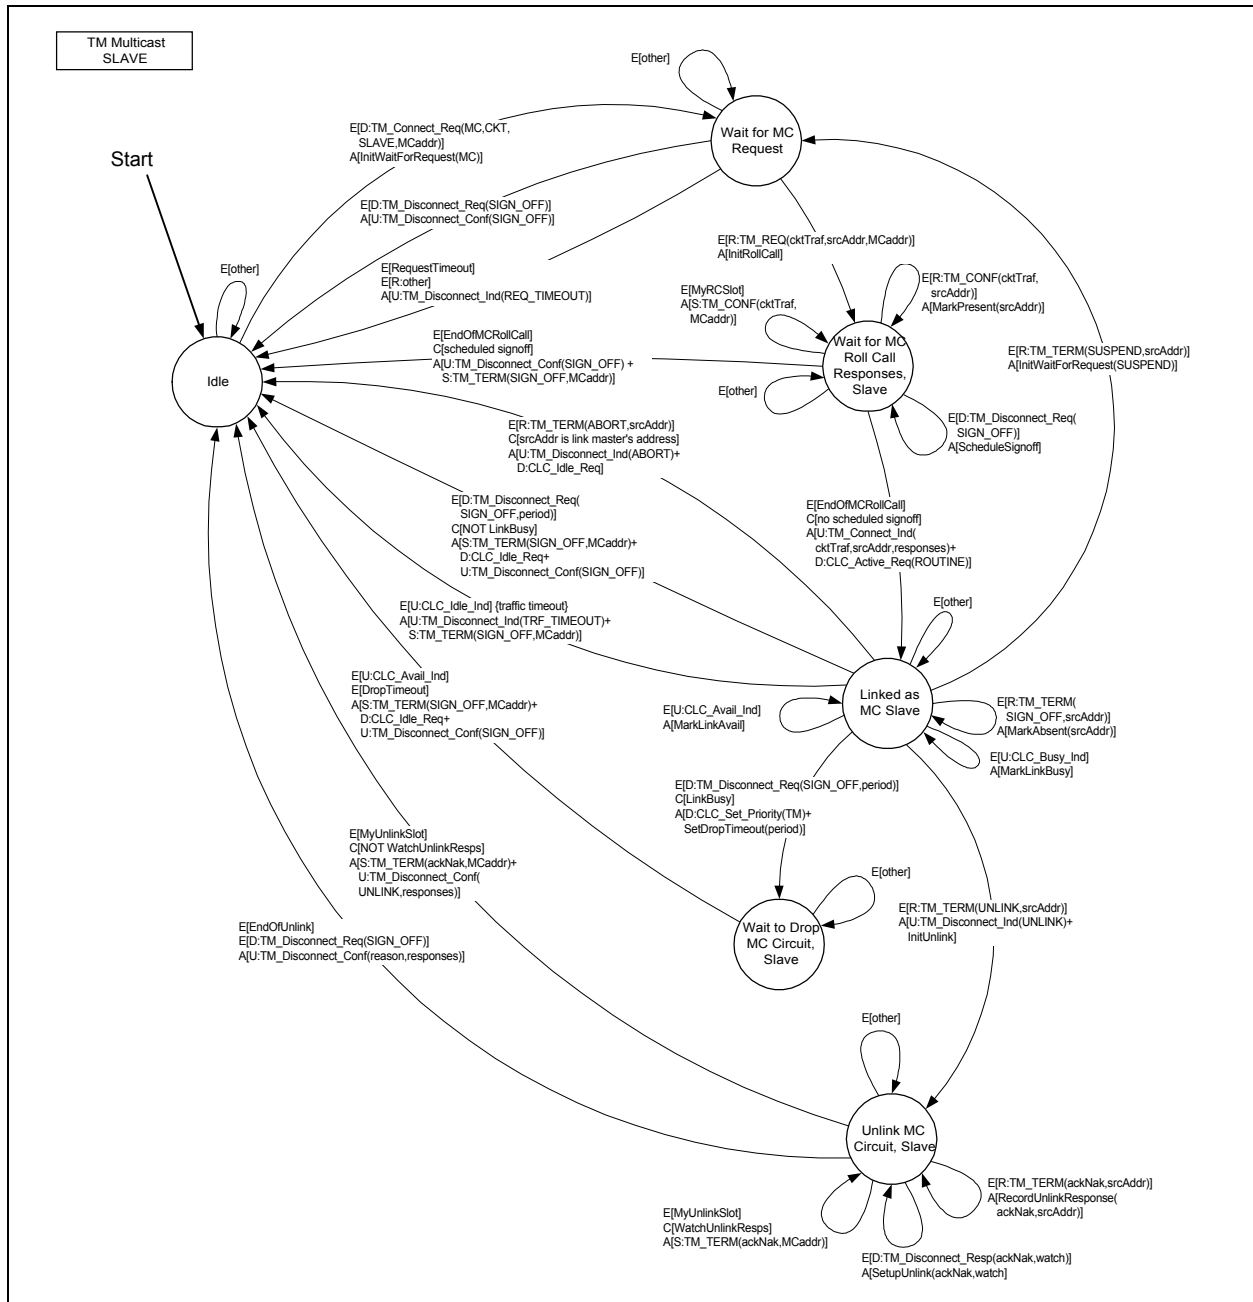 TM Multicast
SLAVE
E[other]
Wait for MC
Request
E[D:TM_Connect_Req(MC,CKT,
SLAVE,MCaddr)]
A[InitWaitForRequest(MC)]
Start
E[D:TM_Disconnect_Req(SIGN_OFF)]
A[U:TM_Disconnect_Conf(SIGN_OFF)]
E[R:TM_REQ(cktTraf,srcAddr,MCaddr)]
A[InitRollCall]
E[other]
E[RequestTimeout]
E[R:other]
A[U:TM_Disconnect_Ind(REQ_TIMEOUT)]
E[R:TM_CONF(cktTraf,
srcAddr)]
A[MarkPresent(srcAddr)]
E[MyRCSlot]
A[S:TM_CONF(cktTraf,
MCaddr)]
Wait for MC
Roll Call
Responses,
Slave
E[other]
E[EndOfMCRollCall]
C[scheduled signoff]
A[U:TM_Disconnect_Conf(SIGN_OFF) +
S:TM_TERM(SIGN_OFF,MCaddr)]
Idle
E[R:TM_TERM(SUSPEND,srcAddr)]
A[InitWaitForRequest(SUSPEND)]
E[D:TM_Disconnect_Req(
SIGN_OFF)]
A[ScheduleSignoff]
E[R:TM_TERM(ABORT,srcAddr)]
C[srcAddr is link master's address]
A[U:TM_Disconnect_Ind(ABORT)+
D:CLC_Idle_Req]
E[D:TM_Disconnect_Req(
SIGN_OFF,period)]
C[NOT LinkBusy]
A[S:TM_TERM(SIGN_OFF,MCaddr)+
D:CLC_Idle_Req+
U:TM_Disconnect_Conf(SIGN_OFF)]
E[EndOfMCRollCall]
C[no scheduled signoff]
A[U:TM_Connect_Ind(
cktTraf,srcAddr,responses)+
D:CLC_Active_Req(ROUTINE)]
E[other]
E[U:CLC_Idle_Ind] {traffic timeout}
A[U:TM_Disconnect_Ind(TRF_TIMEOUT)+
S:TM_TERM(SIGN_OFF,MCaddr)]
Linked as
MC Slave
E[U:CLC_Avail_Ind]
A[MarkLinkAvail]
E[R:TM_TERM(
SIGN_OFF,srcAddr)]
A[MarkAbsent(srcAddr)]
E[U:CLC_Busy_Ind]
A[MarkLinkBusy]
E[U:CLC_Avail_Ind]
E[DropTimeout]
A[S:TM_TERM(SIGN_OFF,MCaddr)+
D:CLC_Idle_Req+
U:TM_Disconnect_Conf(SIGN_OFF)]
E[D:TM_Disconnect_Req(SIGN_OFF,period)]
C[LinkBusy]
A[D:CLC_Set_Priority(TM)+
SetDropTimeout(period)]
E[MyUnlinkSlot]
C[NOT WatchUnlinkResps]
A[S:TM_TERM(ackNak,MCaddr)+
U:TM_Disconnect_Conf(
UNLINK,responses)]
E[other]
Wait to Drop
MC Circuit,
Slave
E[R:TM_TERM(UNLINK,srcAddr)]
A[U:TM_Disconnect_Ind(UNLINK)+
InitUnlink]
E[EndOfUnlink]
E[D:TM_Disconnect_Req(SIGN_OFF)]
A[U:TM_Disconnect_Conf(reason,responses)]
E[other]
Unlink MC
Circuit, Slave
E[R:TM_TERM(ackNak,srcAddr)]
A[RecordUnlinkResponse(
ackNak,srcAddr)]
E[MyUnlinkSlot]
C[WatchUnlinkResps]
A[S:TM_TERM(ackNak,MCaddr)]
E[D:TM_Disconnect_Resp(ackNak,watch)]
A[SetupUnlink(ackNak,watch]